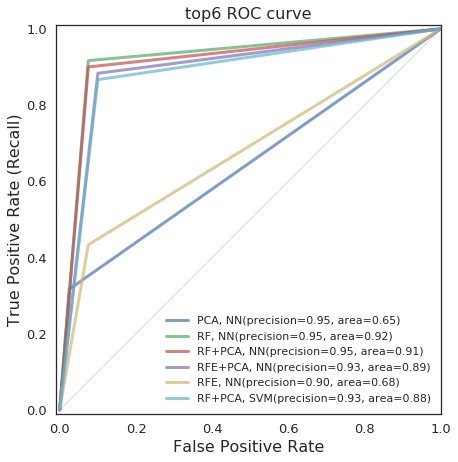 top6 ROC curve
1.0
0.8
0.6
0.4
0.2
0.0
True Positive Rate (Recall)
PCA, NN(precision=0.95, area=0.65)
RF, NN(precision=0.95, area=0.92)
RF+PCA, NN(precision=0.95, area=0.91)
RFE+PCA, NN(precision=0.93, area=0.89)
RFE, NN(precision=0.90, area=0.68)
RF+PCA, SVM(precision=0.93, area=0.88)
0.0 0.2 0.4 0.6 0.8 1.0
False Positive Rate